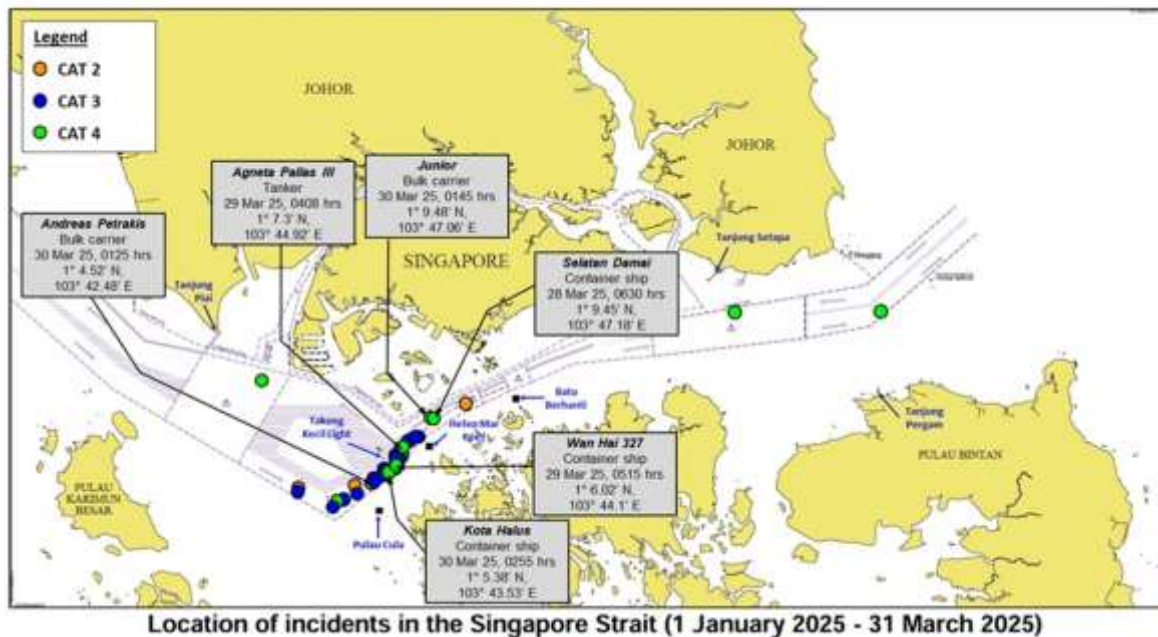 Legend
CAT 2
CAT 3
CAT 4
JOHOR
JOHOR
Agneta Pallas III
Tanker
29 Mar 25, 0408 hrs
1° 7.3' N,
103° 44.92' E
Junior
Bulk carrier
30 Mar 25, 0145 hrs
1° 9.48' N,
103° 47.06' E
Andreas Petrakis
Bulk carrier
30 Mar 25, 0125 hrs
1° 4.52' N,
103° 42.48' E
SINGAPORE
Selatan Damai
Container ship
28 Mar 25, 0630 hrs
1° 9.45' N,
103° 47.18' E
Tanjung Setapa
Tanjung
Piai
Batu
Berhanti
Takong
Kecil Light
Helen Mar
Reef
Tanjung
Pergam
PULAU BINTAN
Wan Hai 327
Container ship
29 Mar 25, 0515 hrs
1° 6.02' N,
103° 44.1' E
PULAU
KARIMUN
BESAR
Pulau Cula
Kota Halus
Container ship
30 Mar 25, 0255 hrs
1° 5.38' N,
103° 43.53' E
Location of incidents in the Singapore Strait (1 January 2025 - 31 March 2025)